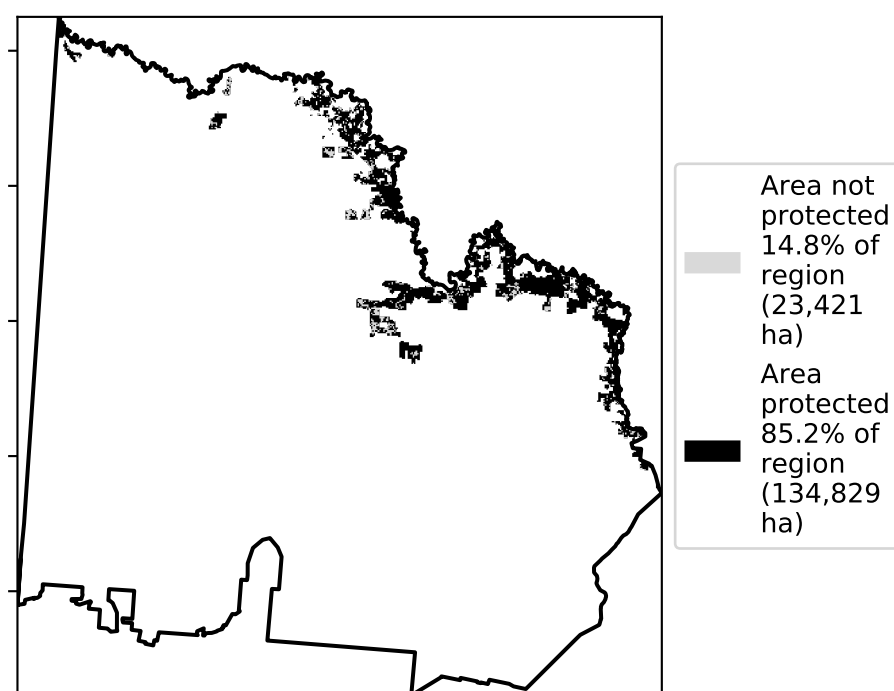 Area not
protected
14.8% of
region
(23,421
ha)
Area
protected
85.2% of
region
(134,829
ha)